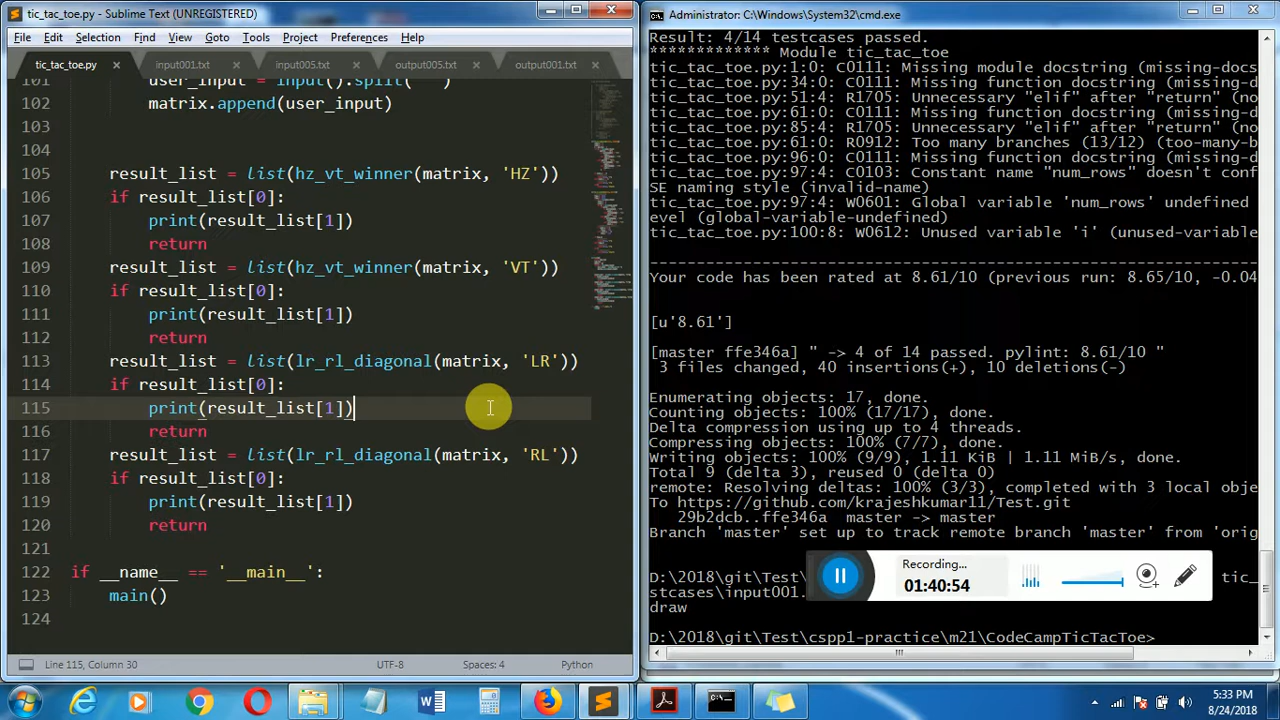 tic_tac_toe.py - Sublime Text (UNREGISTERED)
File Edit Selection Find View Goto Tools Project Preferences Help
tic_tac_toe.py input001.txt input005.txt output005.txt output001.txt
101 user_input = input().split(" ")
102 matrix.append(user_input)
103
104
105 result_list = list(hz_vt_winner(matrix, 'HZ'))
106 if result_list[0]:
107 print(result_list[1])
108 return
109 result_list = list(hz_vt_winner(matrix, 'VT'))
110 if result_list[0]:
111 print(result_list[1])
112 return
113 result_list = list(lr_rl_diagonal(matrix, 'LR'))
114 if result_list[0]:
115 print(result_list[1])
116 return
117 result_list = list(lr_rl_diagonal(matrix, 'RL'))
118 if result_list[0]:
119 print(result_list[1])
120 return
121
122 if __name__ == '__main__':
123 main()
124
Line 115, Column 30 UTF-8 Spaces: 4 Python
Administrator: C:\Windows\System32\cmd.exe
Result: 4/14 testcases passed.
************* Module tic_tac_toe
tic_tac_toe.py:1:0: C0111: Missing module docstring (missing-docs
tic_tac_toe.py:34:0: C0111: Missing function docstring (missing-d
tic_tac_toe.py:51:4: R1705: Unnecessary "elif" after "return" (no
tic_tac_toe.py:61:0: C0111: Missing function docstring (missing-d
tic_tac_toe.py:85:4: R1705: Unnecessary "elif" after "return" (no
tic_tac_toe.py:61:0: R0912: Too many branches (13/12) (too-many-b
tic_tac_toe.py:96:0: C0111: Missing function docstring (missing-d
tic_tac_toe.py:97:4: C0103: Constant name "num_rows" doesn't conf
SE naming style (invalid-name)
tic_tac_toe.py:97:4: W0601: Global variable 'num_rows' undefined
evel (global-variable-undefined)
tic_tac_toe.py:100:8: W0612: Unused variable 'i' (unused-variable
-----------------------------------------------------------------
Your code has been rated at 8.61/10 (previous run: 8.65/10, -0.04
[u'8.61']
[master ffe346a] " -> 4 of 14 passed. pylint: 8.61/10 "
3 files changed, 40 insertions(+), 10 deletions(-)
Enumerating objects: 17, done.
Counting objects: 100% (17/17), done.
Delta compression using up to 4 threads.
Compressing objects: 100% (7/7), done.
Writing objects: 100% (9/9), 1.11 KiB | 1.11 MiB/s, done.
Total 9 (delta 3), reused 0 (delta 0)
remote: Resolving deltas: 100% (3/3), completed with 3 local obje
To https://github.com/krajeshkumar11/Test.git
29b2dcb..ffe346a master -> master
Branch 'master' set up to track remote branch 'master' from 'orig
D:\2018\git\Test\ tic_
stcases\input001.
draw
D:\2018\git\Test\cspp1-practice\m21\CodeCampTicTacToe>
Recording...
01:40:54
5:33 PM
8/24/2018